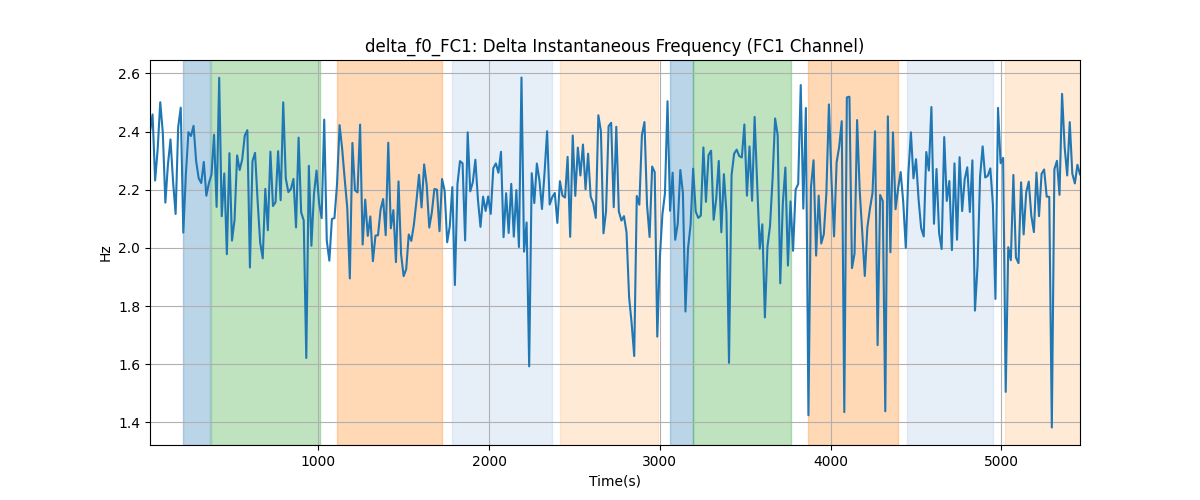 delta_f0_FC1: Delta Instantaneous Frequency (FC1 Channel)
2.6
2.4
2.2
2.0
1.8
1.6
1.4
Hz
1000 2000 3000 4000 5000
Time(s)